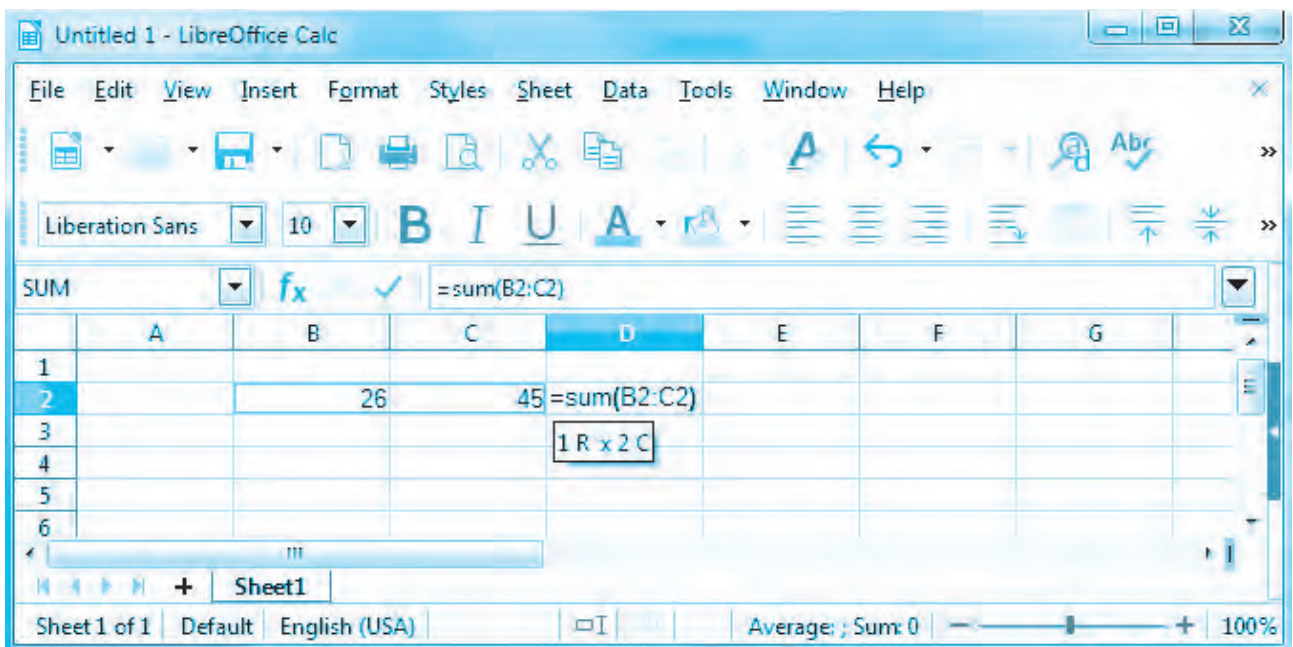 Untitled 1 - LibreOffice Calc
File Edit View Insert Format Styles Sheet Data Tools Window Help
A Abc
Liberation Sans 10 B I U A
SUM fx =sum(B2:C2)
A B C D E F G
1
2 26 45 =sum(B2:C2)
3 1 R x 2 C
4
5
6
Sheet1
Sheet 1 of 1 Default English (USA) Average: ; Sum: 0 100%